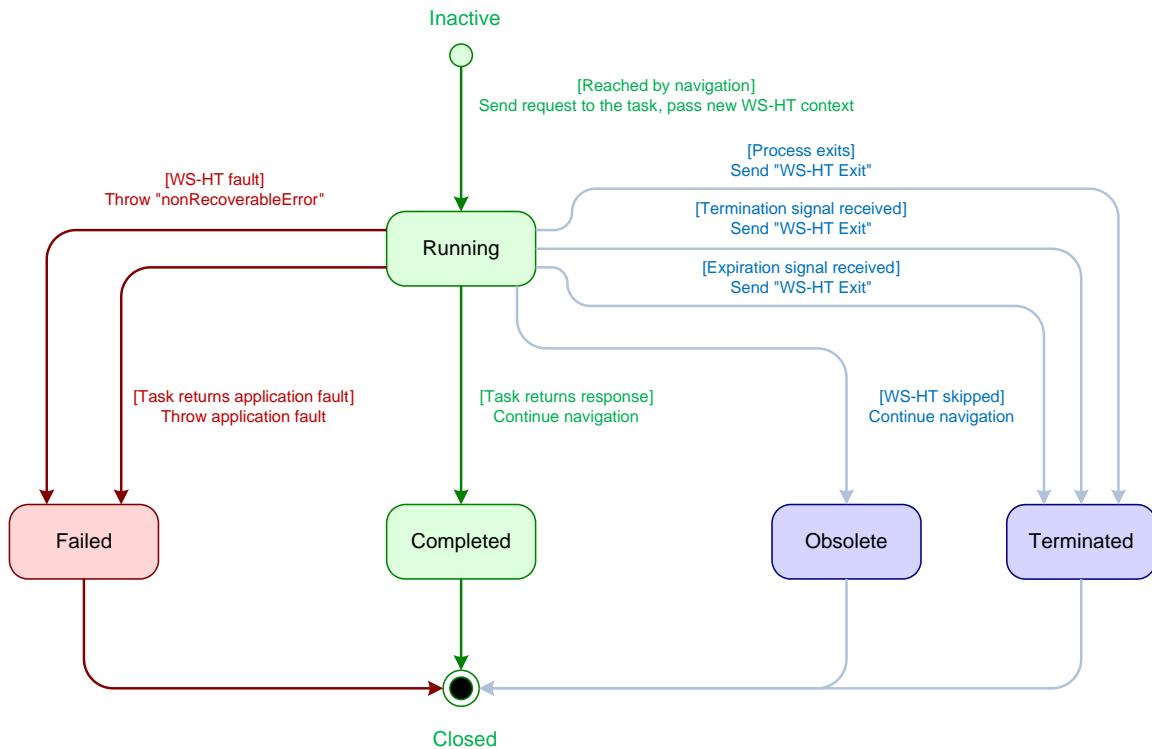 Inactive
[Reached by navigation]
Send request to the task, pass new WS-HT context
[WS-HT fault]
Throw "nonRecoverableError"
[Process exits]
Send "WS-HT Exit"
[Termination signal received]
Send "WS-HT Exit"
[Expiration signal received]
Send "WS-HT Exit"
Running
[Task returns application fault]
Throw application fault
[Task returns response]
Continue navigation
[WS-HT skipped]
Continue navigation
Failed
Completed
Obsolete
Terminated
Closed